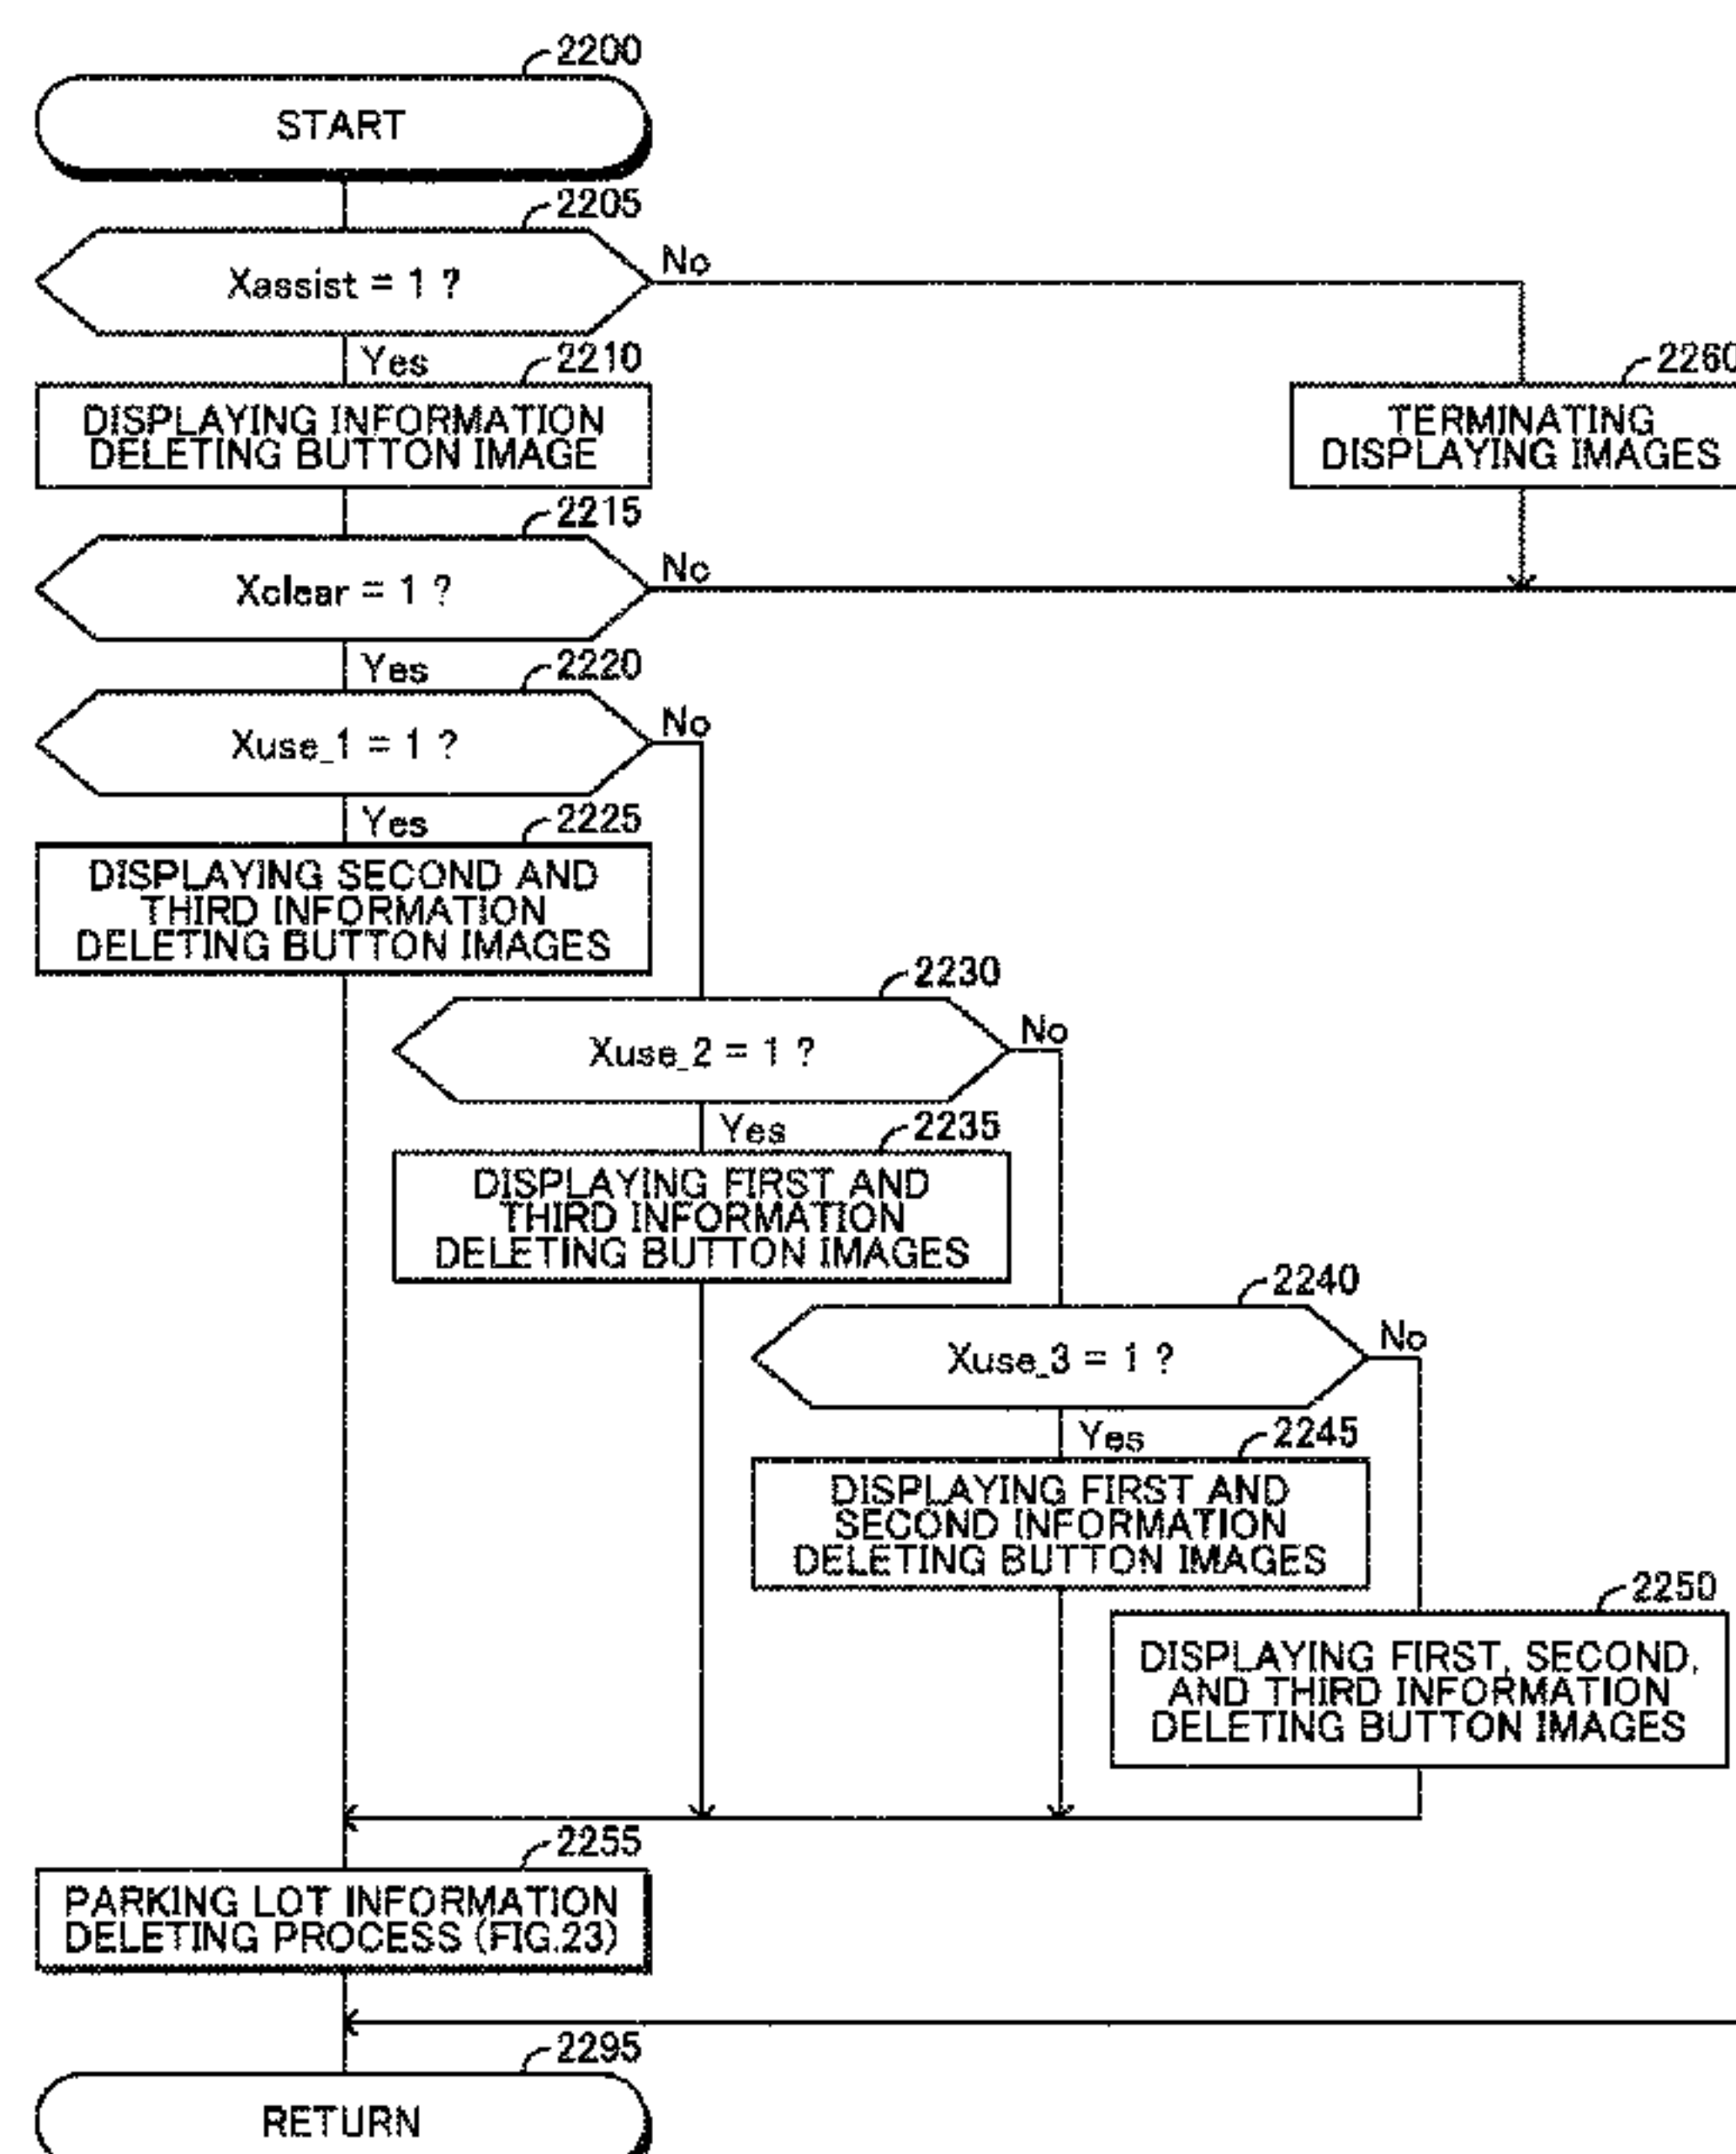 2200
START
2205
Xassist = 1 ?
No
Yes
2210
DISPLAYING INFORMATION
DELETING BUTTON IMAGE
2260
TERMINATING
DISPLAYING IMAGES
2215
Xclear = 1 ?
No
Yes
2220
Xuse_1 = 1 ?
No
Yes
2225
DISPLAYING SECOND AND
THIRD INFORMATION
DELETING BUTTON IMAGES
2230
Xuse_2 = 1 ?
No
Yes
2235
DISPLAYING FIRST AND
THIRD INFORMATION
DELETING BUTTON IMAGES
2240
Xuse_3 = 1 ?
No
Yes
2245
DISPLAYING FIRST AND
SECOND INFORMATION
DELETING BUTTON IMAGES
2250
DISPLAYING FIRST, SECOND,
AND THIRD INFORMATION
DELETING BUTTON IMAGES
2255
PARKING LOT INFORMATION
DELETING PROCESS (FIG.23)
2295
RETURN